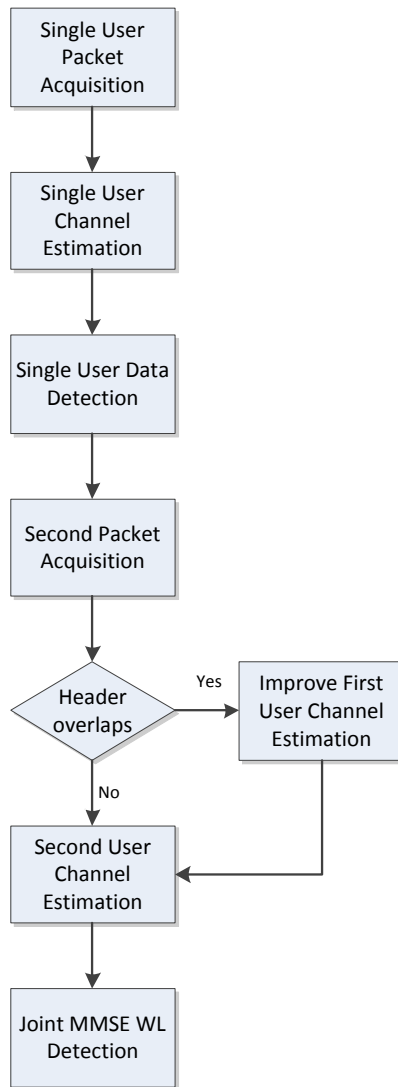 Single User
Packet
Acquisition
Single User
Channel
Estimation
Single User Data
Detection
Second Packet
Acquisition
Header
overlaps
Yes
Improve First
User Channel
Estimation
No
Second User
Channel
Estimation
Joint MMSE WL
Detection